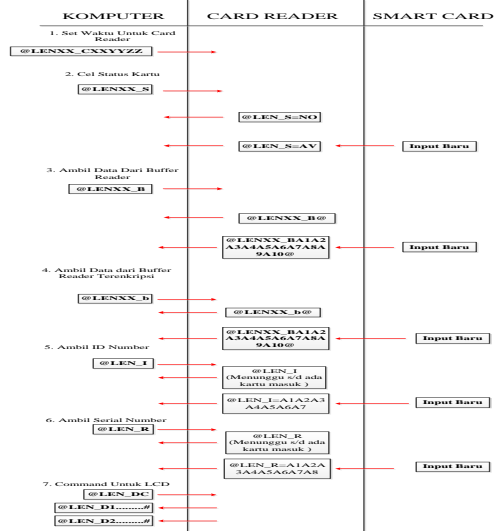 KOMPUTER
CARD READER
SMART CARD
1. Set Waktu Untuk Card
Reader
@LENXX_CXXYYZZ
2. Cel Status Kartu
@LENXX_S
@LEN_S=NO
@LEN_S=AV
Input Baru
3. Ambil Data Dari Buffer
Reader
@LENXX_B
@LENXX_B@
@LENXX_BA1A2
A3A4A5A6A7A8A
9A10@
Input Baru
4. Ambil Data dari Buffer
Reader Terenkripsi
@LENXX_b
@LENXX_b@
@LENXX_BA1A2
A3A4A5A6A7A8A
9A10@
Input Baru
5. Ambil ID Number
@LEN_I
@LEN_I
(Menunggu s/d ada
kartu masuk )
@LEN_I=A1A2A3
A4A5A6A7
Input Baru
6. Ambil Serial Number
@LEN_R
@LEN_R
(Menunggu s/d ada
kartu masuk )
@LEN_R=A1A2A
3A4A5A6A7A8
Input Baru
7. Command Untuk LCD
@LEN_DC
@LEN_D1.........#
@LEN_D2.........#